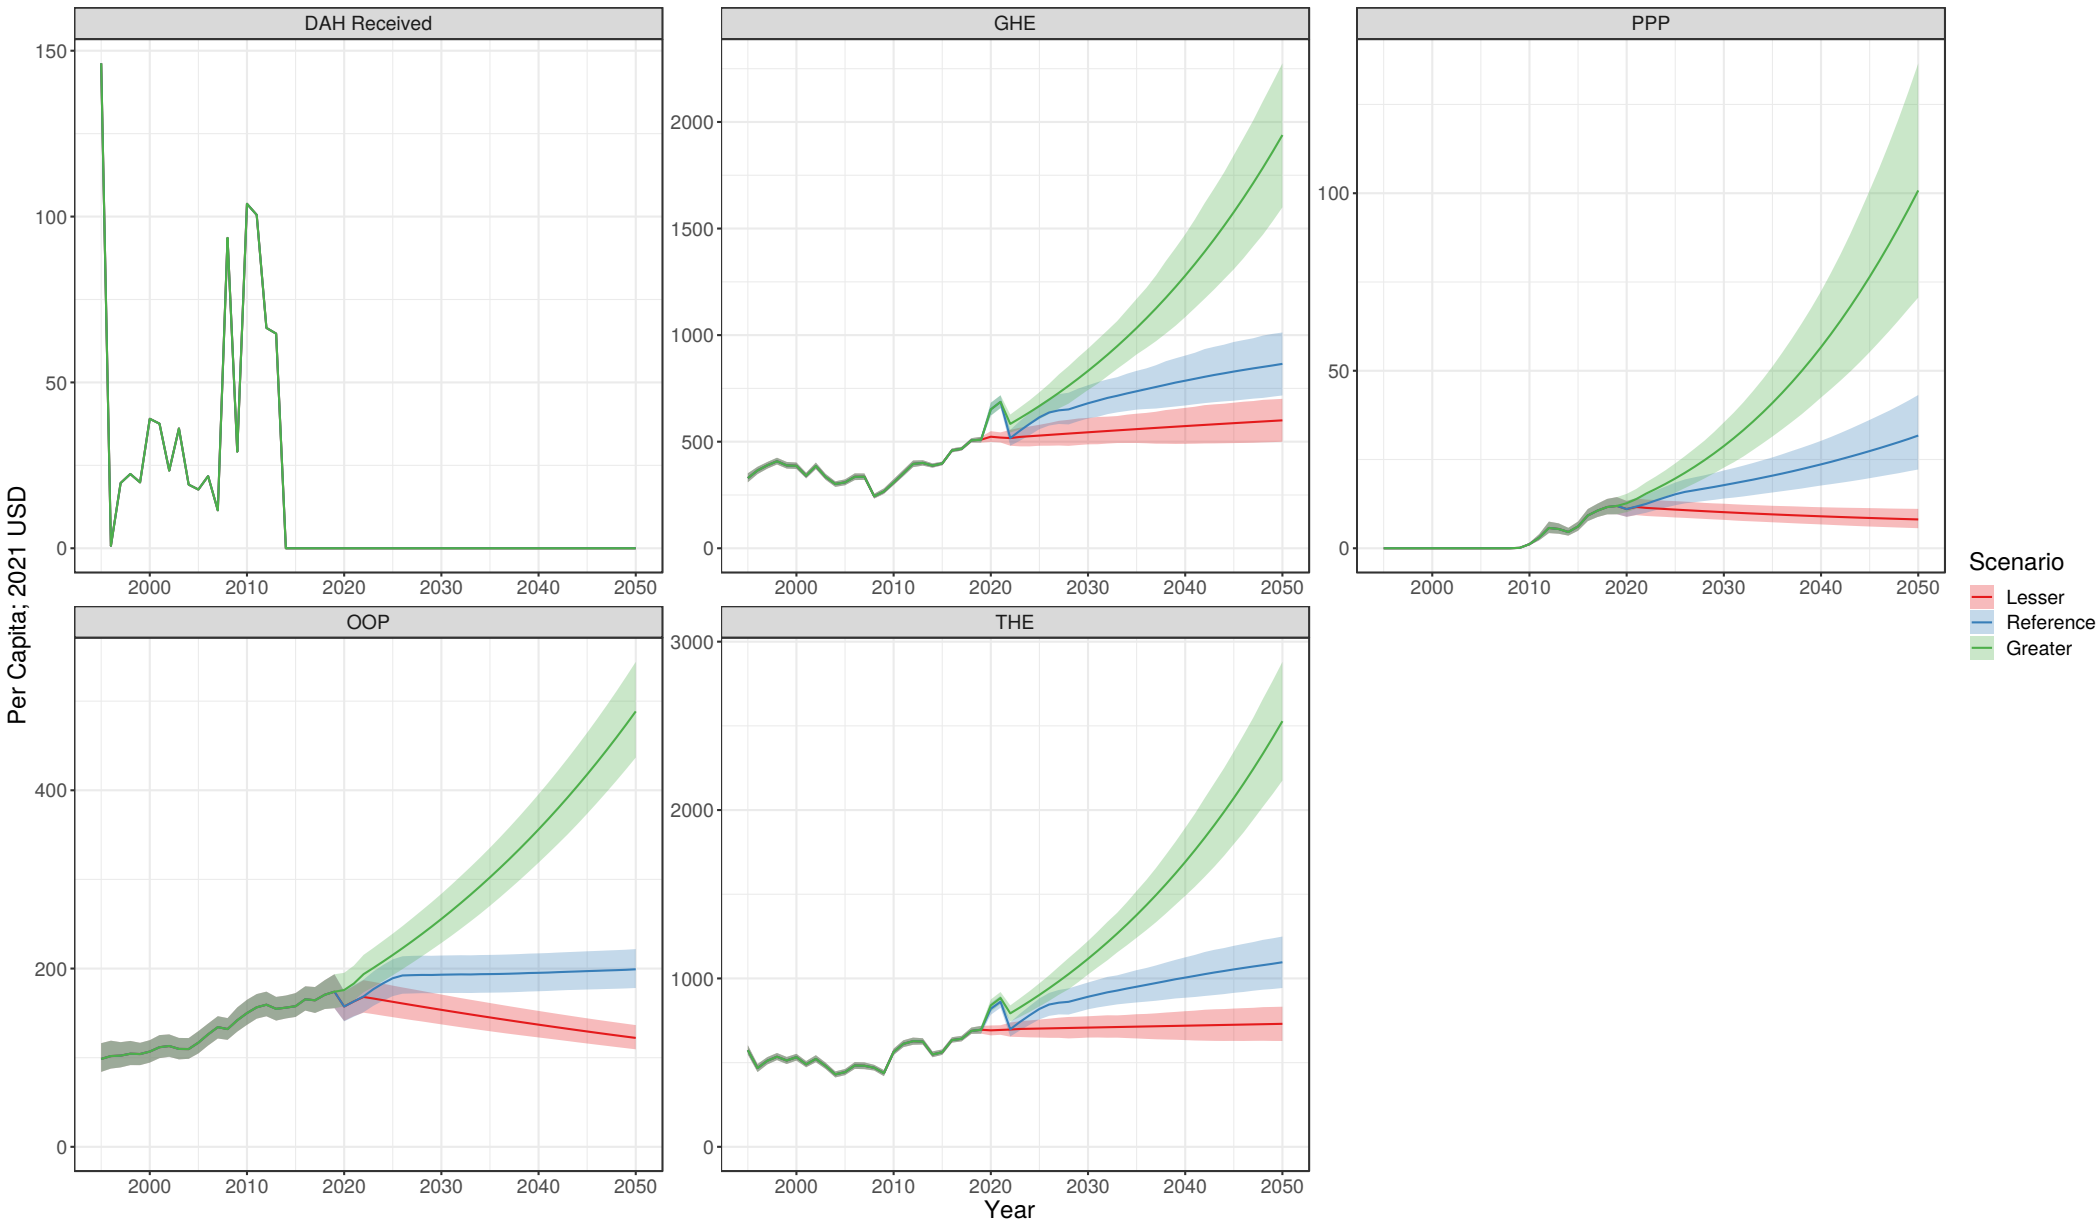 DAH Received
GHE
PPP
150
100
50
0
2000
1500
1000
500
0
100
50
0
2000 2010 2020 2030 2040 2050
2000 2010 2020 2030 2040 2050
2000 2010 2020 2030 2040 2050
OOP
THE
400
200
0
3000
2000
1000
0
2000 2010 2020 2030 2040 2050
2000 2010 2020 2030 2040 2050
Per Capita; 2021 USD
Year
Scenario
Lesser
Reference
Greater